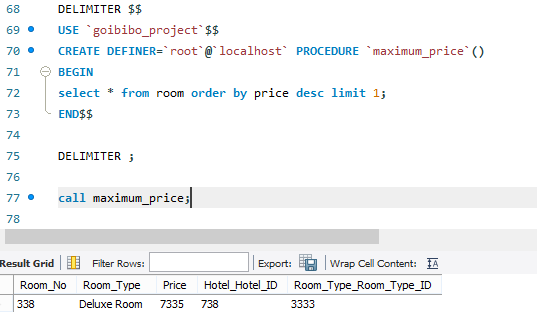 68 DELIMITER $$
69 USE `goibibo_project`$$
70 CREATE DEFINER=`root`@`localhost` PROCEDURE `maximum_price`()
71 BEGIN
72 select * from room order by price desc limit 1;
73 END$$
74
75 DELIMITER ;
76
77 call maximum_price;
78
Result Grid Filter Rows: Export: Wrap Cell Content: IA
Room_No Room_Type Price Hotel_Hotel_ID Room_Type_Room_Type_ID
338 Deluxe Room 7335 738 3333